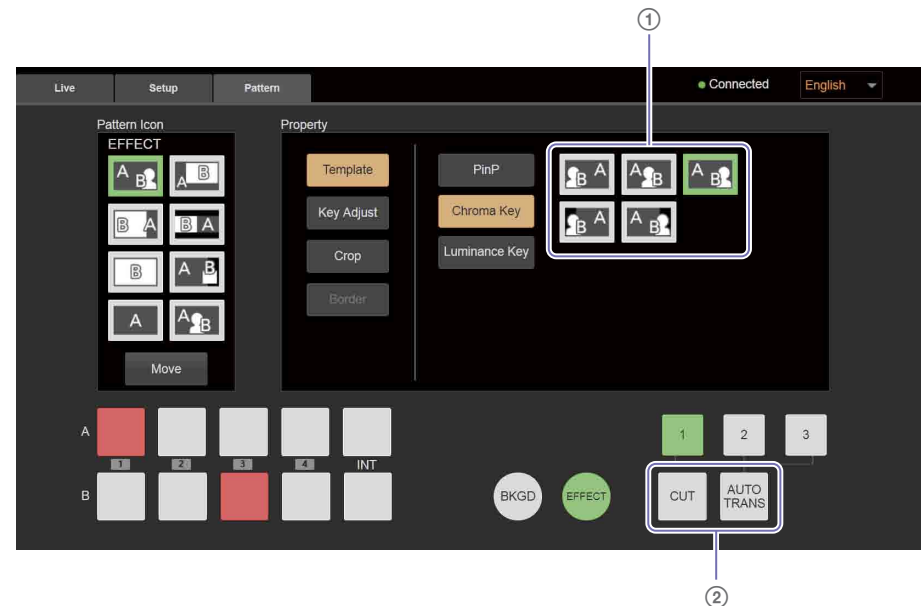 ①
Live Setup Pattern Connected English
Pattern Icon Property
EFFECT
A B
B A
B A
B A
B
A B
A
A B
Move
Template
Key Adjust
Crop
Border
PinP
Chroma Key
Luminance Key
B A
A B
A B
B A
A B
A
1 2 3 4 INT
B
BKGD EFFECT
1 2 3
CUT
AUTO
TRANS
②